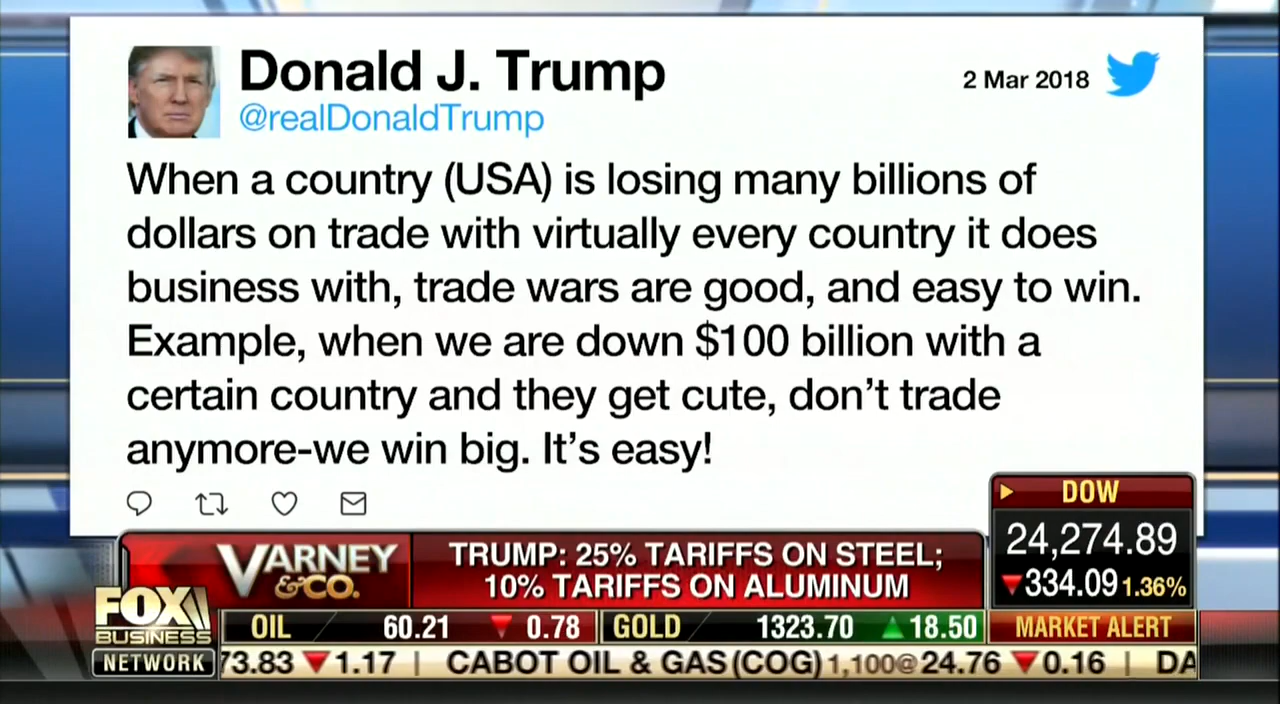 Donald J. Trump
@realDonaldTrump
2 Mar 2018
When a country (USA) is losing many billions of
dollars on trade with virtually every country it does
business with, trade wars are good, and easy to win.
Example, when we are down $100 billion with a
certain country and they get cute, don’t trade
anymore-we win big. It’s easy!
DOW
24,274.89
▼334.09 1.36%
VARNEY
&CO.
TRUMP: 25% TARIFFS ON STEEL;
10% TARIFFS ON ALUMINUM
FOX
BUSINESS
NETWORK
OIL 60.21 ▼ 0.78 GOLD 1323.70 ▲ 18.50 MARKET ALERT
73.83 ▼1.17 | CABOT OIL & GAS (COG) 1,100@24.76 ▼0.16 | DA